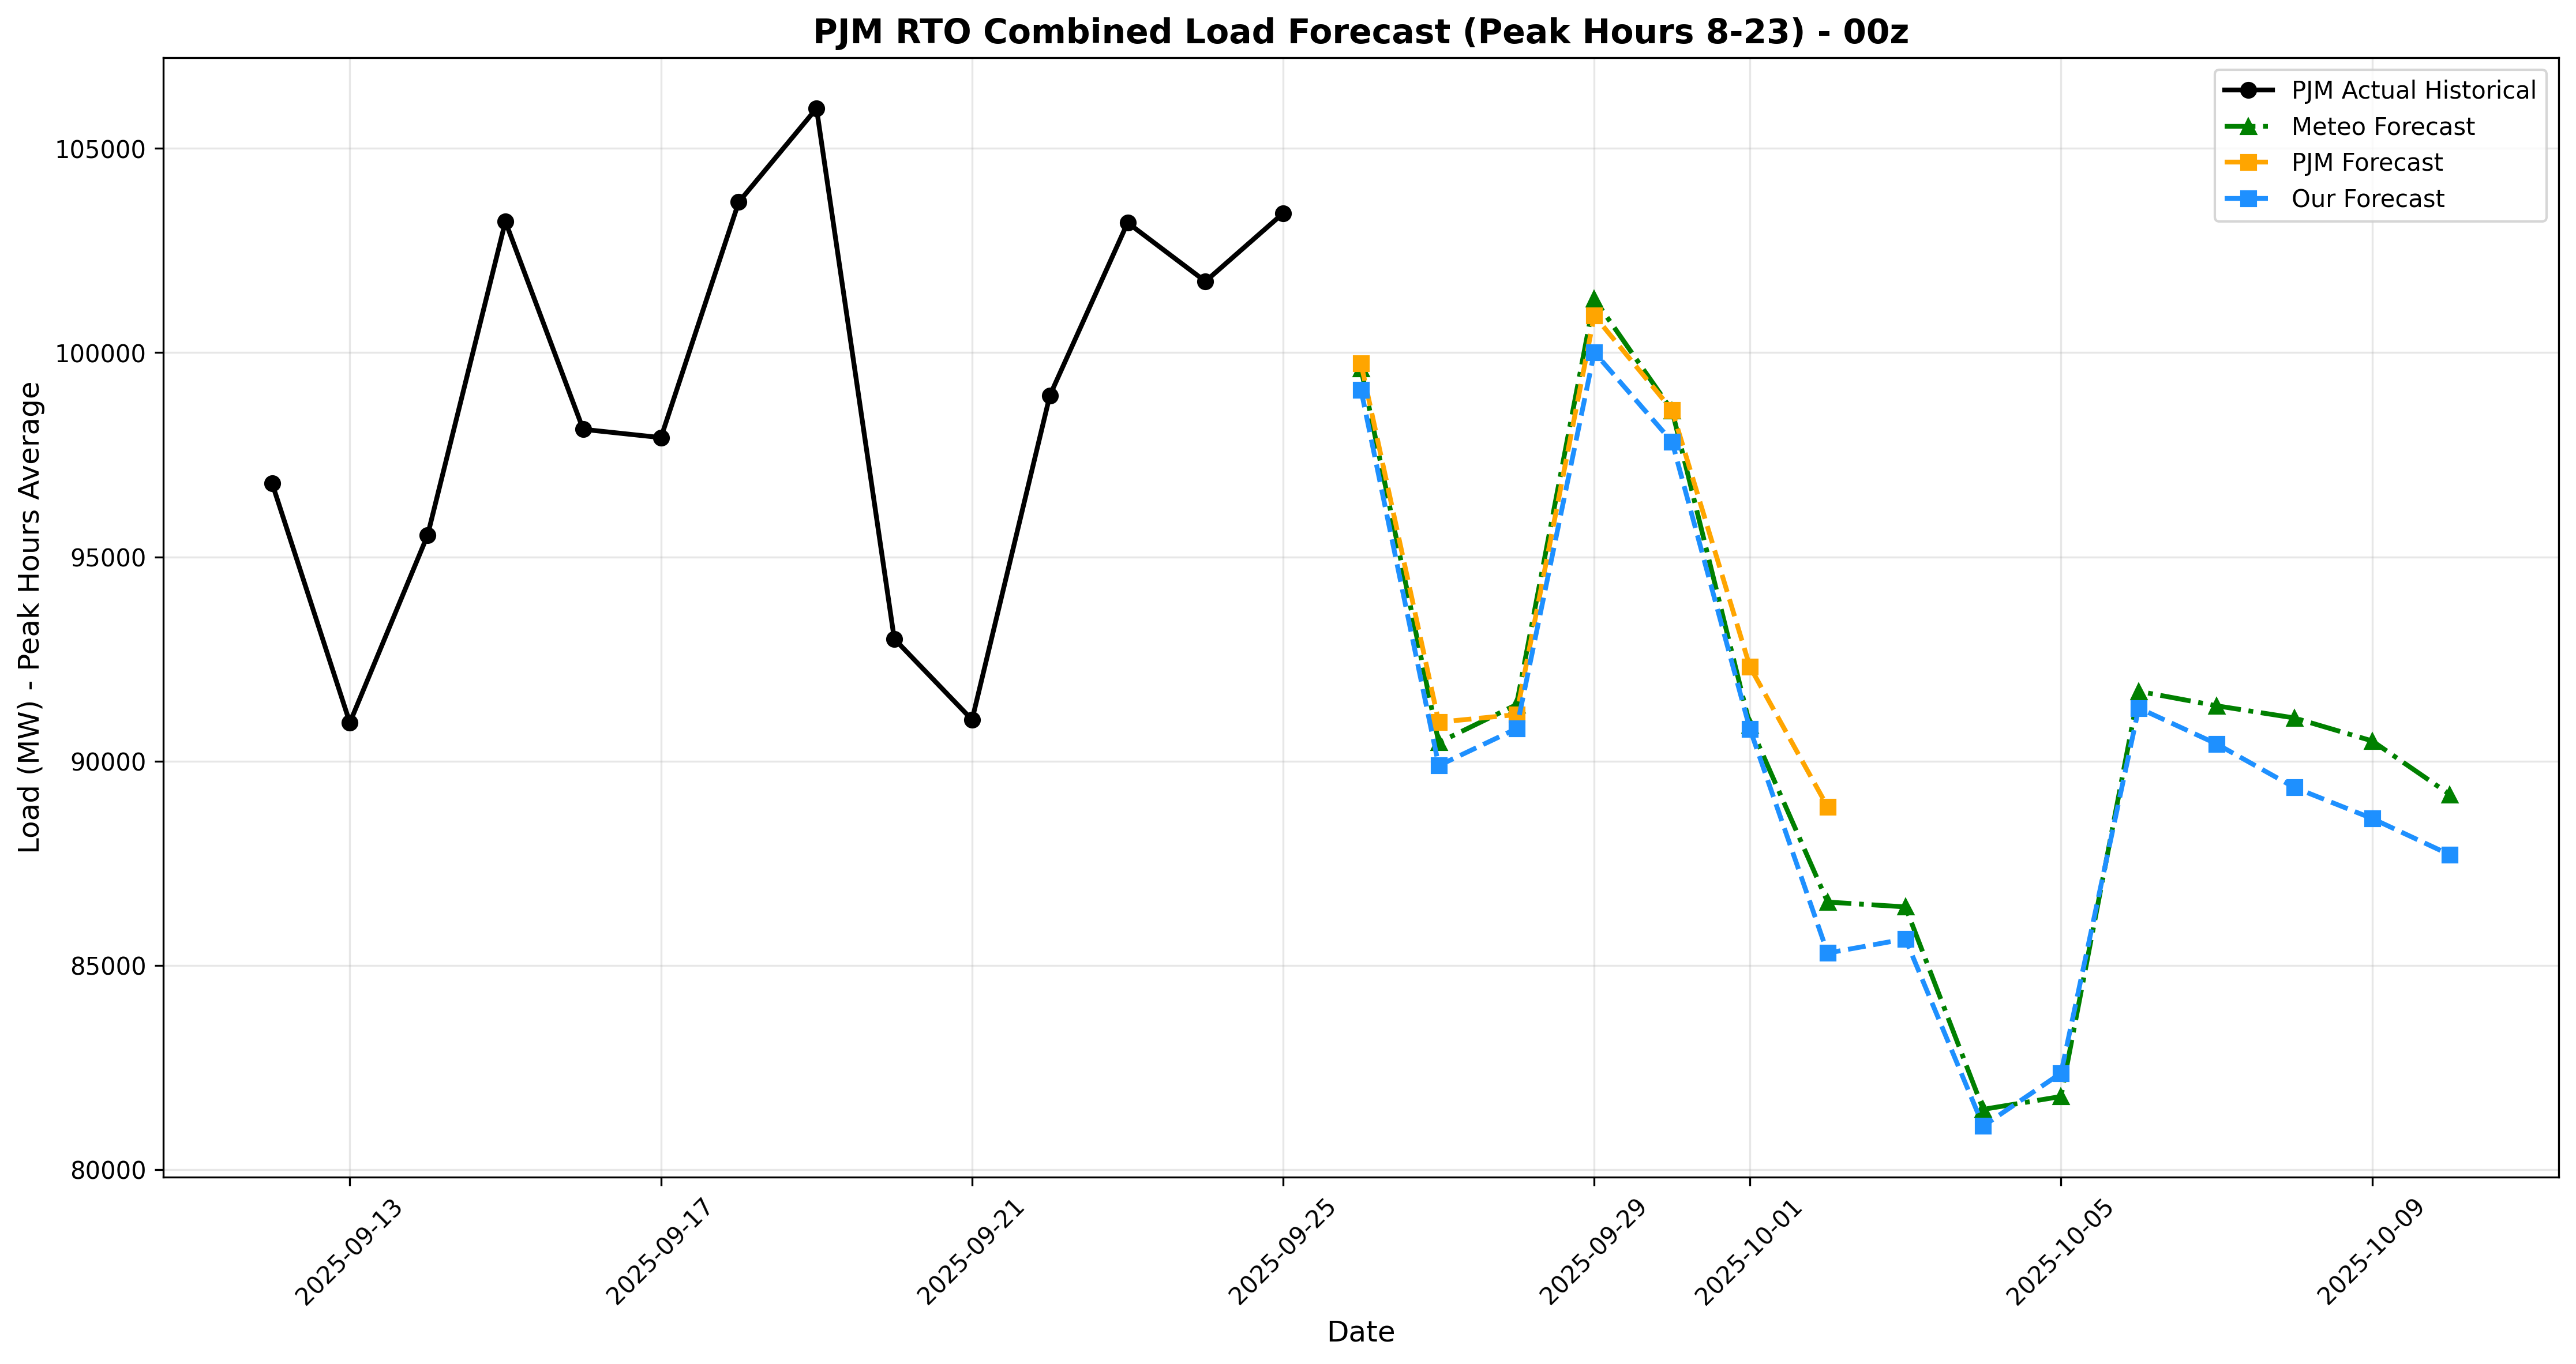 PJM RTO Combined Load Forecast (Peak Hours 8-23) - 00z
PJM Actual Historical
Meteo Forecast
PJM Forecast
Our Forecast
Load (MW) - Peak Hours Average
105000
100000
95000
90000
85000
80000
2025-09-13
2025-09-17
2025-09-21
2025-09-25
2025-09-29
2025-10-01
2025-10-05
2025-10-09
Date